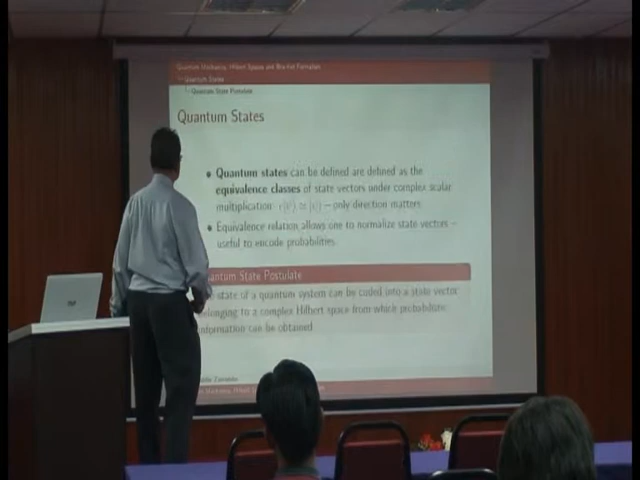 Quantum Mechanics, Hilbert Spaces and Bra-Ket Formalism
Quantum States
Quantum State Postulate
Quantum States
Quantum states can be defined are defined as the
equivalence classes of state vectors under complex scalar
multiplication – only direction matters
Equivalence relation allows one to normalize state vectors –
useful to encode probabilities.
Quantum State Postulate
state of a quantum system can be coded into a state vector
belonging to a complex Hilbert space from which probabilistic
information can be obtained